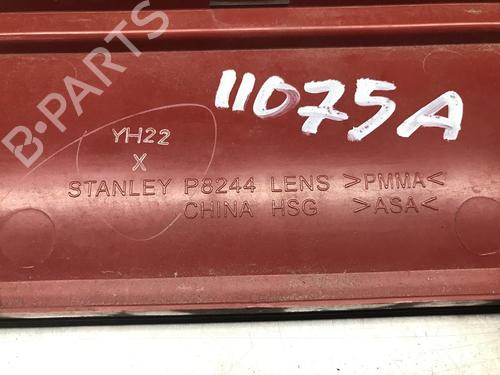 B-PARTS
11075A
YH22
X
STANLEY P8244 LENS >PMMA<
CHINA HSG >ASA<